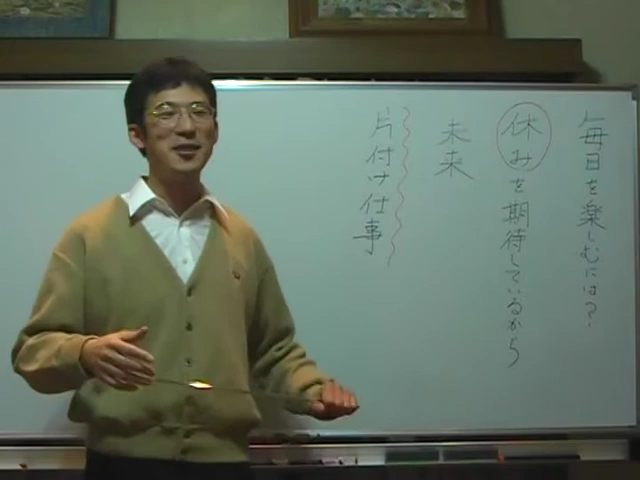 毎日を楽しむには?
休みを期待しているから
未来
片付け仕事